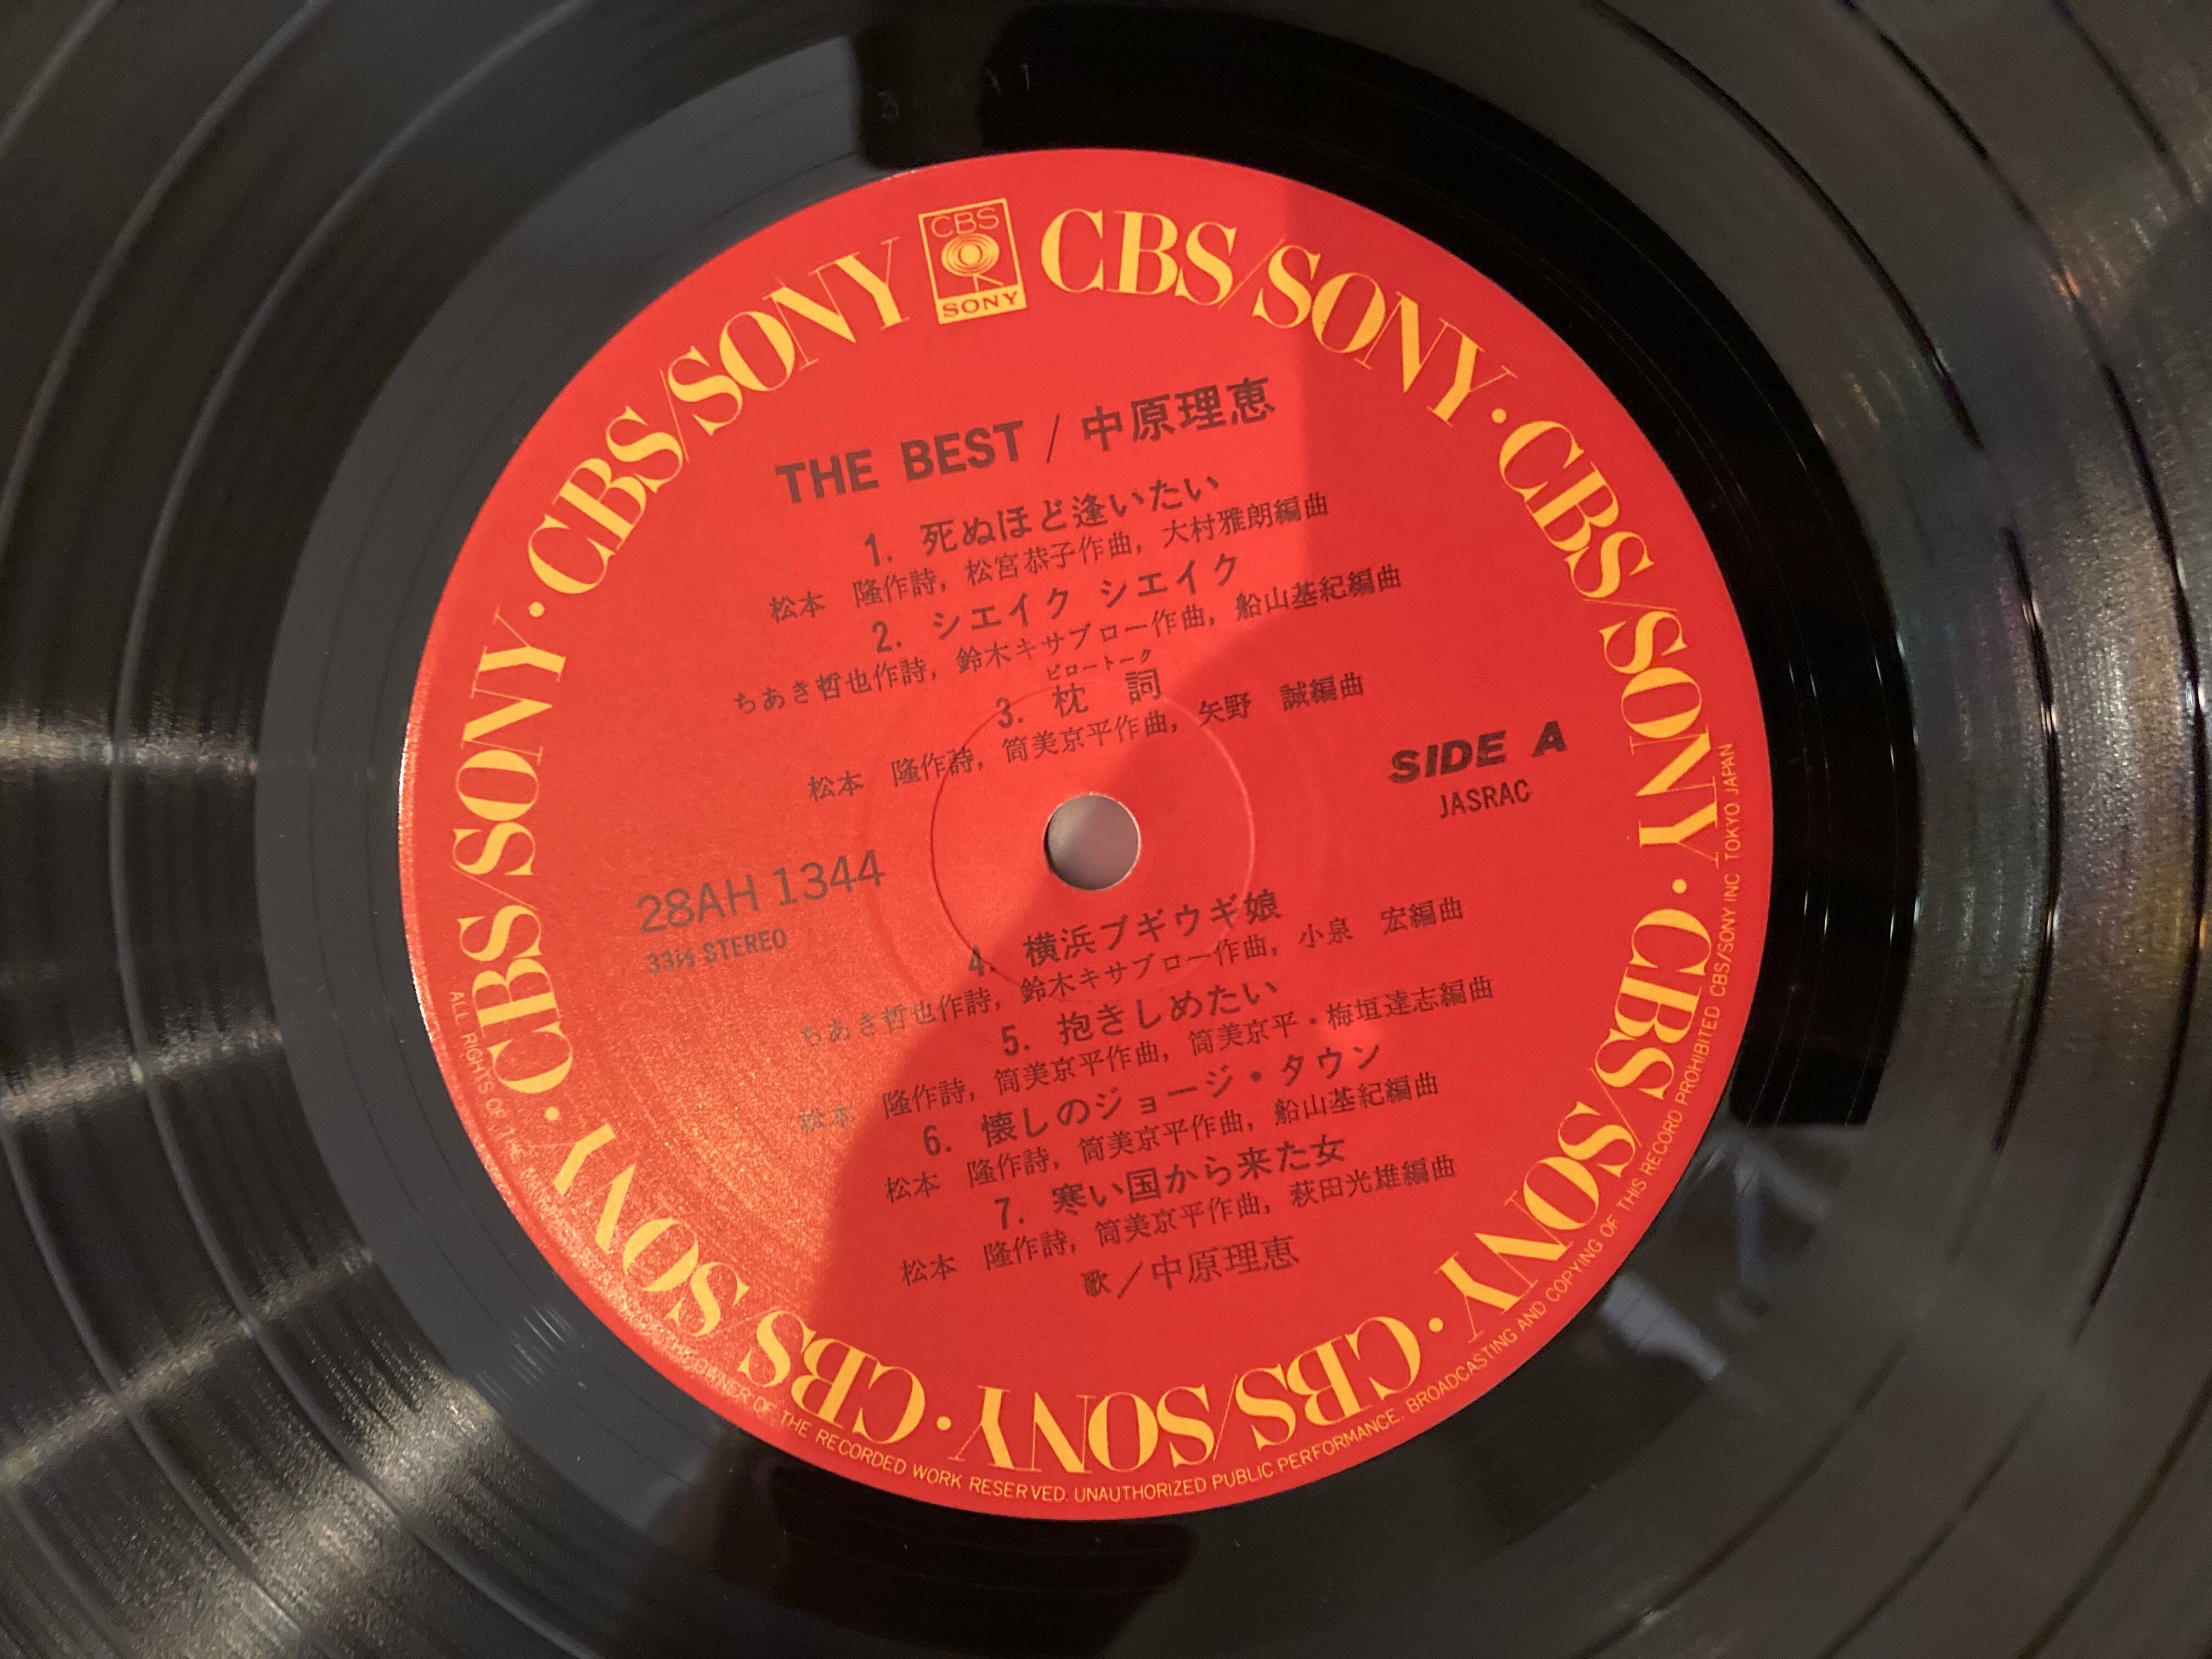 CBS
SONY
CBS/SONY・CBS/SONY・CBS/SONY・CBS/SONY・CBS/SONY・CBS/SONY・CBS/SONY・CBS/SONY
THE BEST / 中原理恵
1. 死ぬほど逢いたい
松本　隆作詩, 松宮恭子作曲, 大村雅朗編曲
2. シエイク シエイク
ちあき哲也作詩, 鈴木キサブロー作曲, 船山基紀編曲
ピロートーク
3. 枕　詞
松本　隆作詩, 筒美京平作曲, 矢野　誠編曲
SIDE A
JASRAC
28AH 1344
33⅓ STEREO
4. 横浜ブギウギ娘
ちあき哲也作詩, 鈴木キサブロー作曲, 小泉　宏編曲
5. 抱きしめたい
松本　隆作詩, 筒美京平作曲, 筒美京平・梅垣達志編曲
6. 懐しのジョージ・タウン
松本　隆作詩, 筒美京平作曲, 船山基紀編曲
7. 寒い国から来た女
松本　隆作詩, 筒美京平作曲, 萩田光雄編曲
歌／中原理恵
ALL RIGHTS OF THE OWNER OF THE RECORDED WORK RESERVED. UNAUTHORIZED PUBLIC PERFORMANCE. BROADCASTING AND COPYING OF THIS RECORD PROHIBITED CBS/SONY INC TOKYO JAPAN